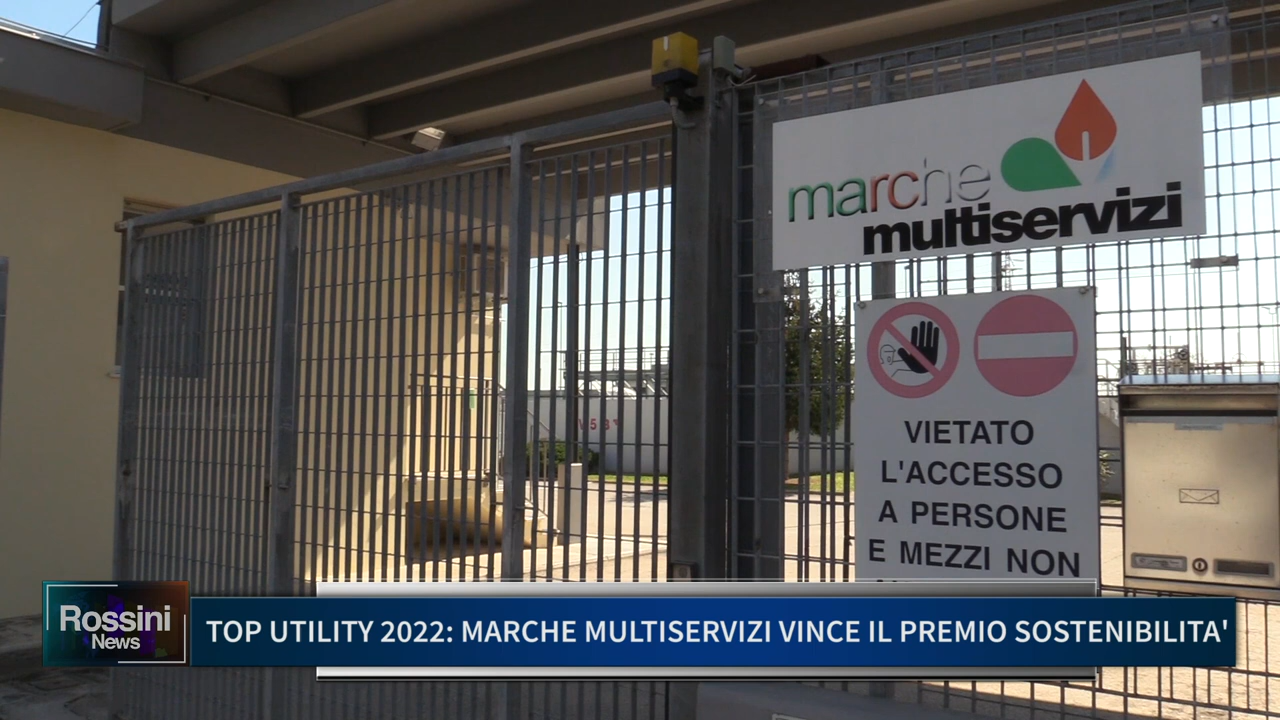 marche
multiservizi
VIETATO
L'ACCESSO
A PERSONE
E MEZZI NON
Rossini
News
TOP UTILITY 2022: MARCHE MULTISERVIZI VINCE IL PREMIO SOSTENIBILITA'